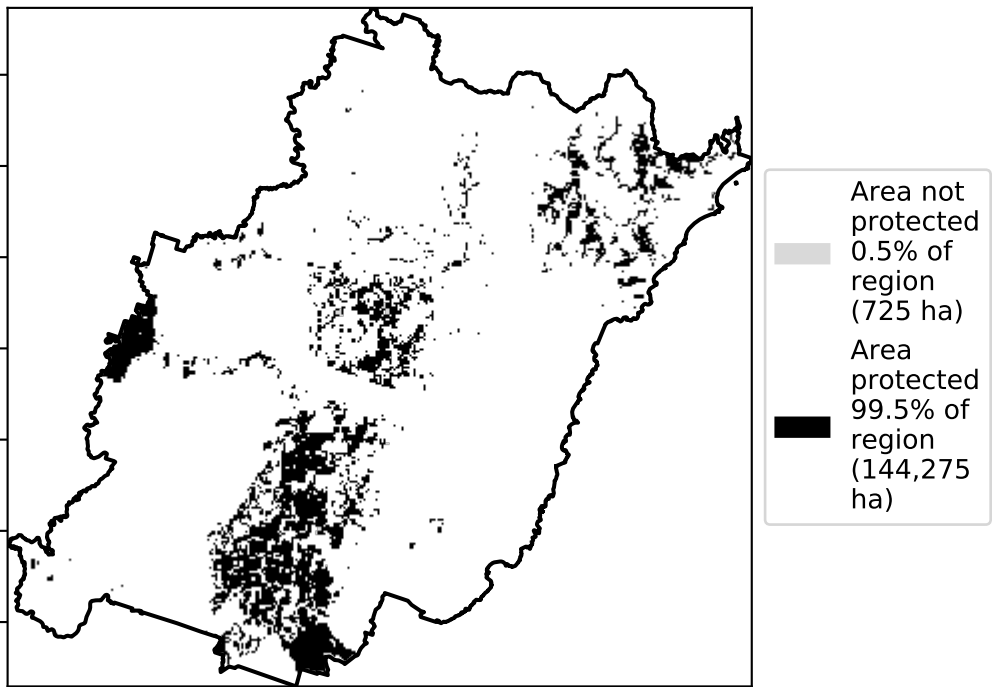 Area not
protected
0.5% of
region
(725 ha)
Area
protected
99.5% of
region
(144,275
ha)